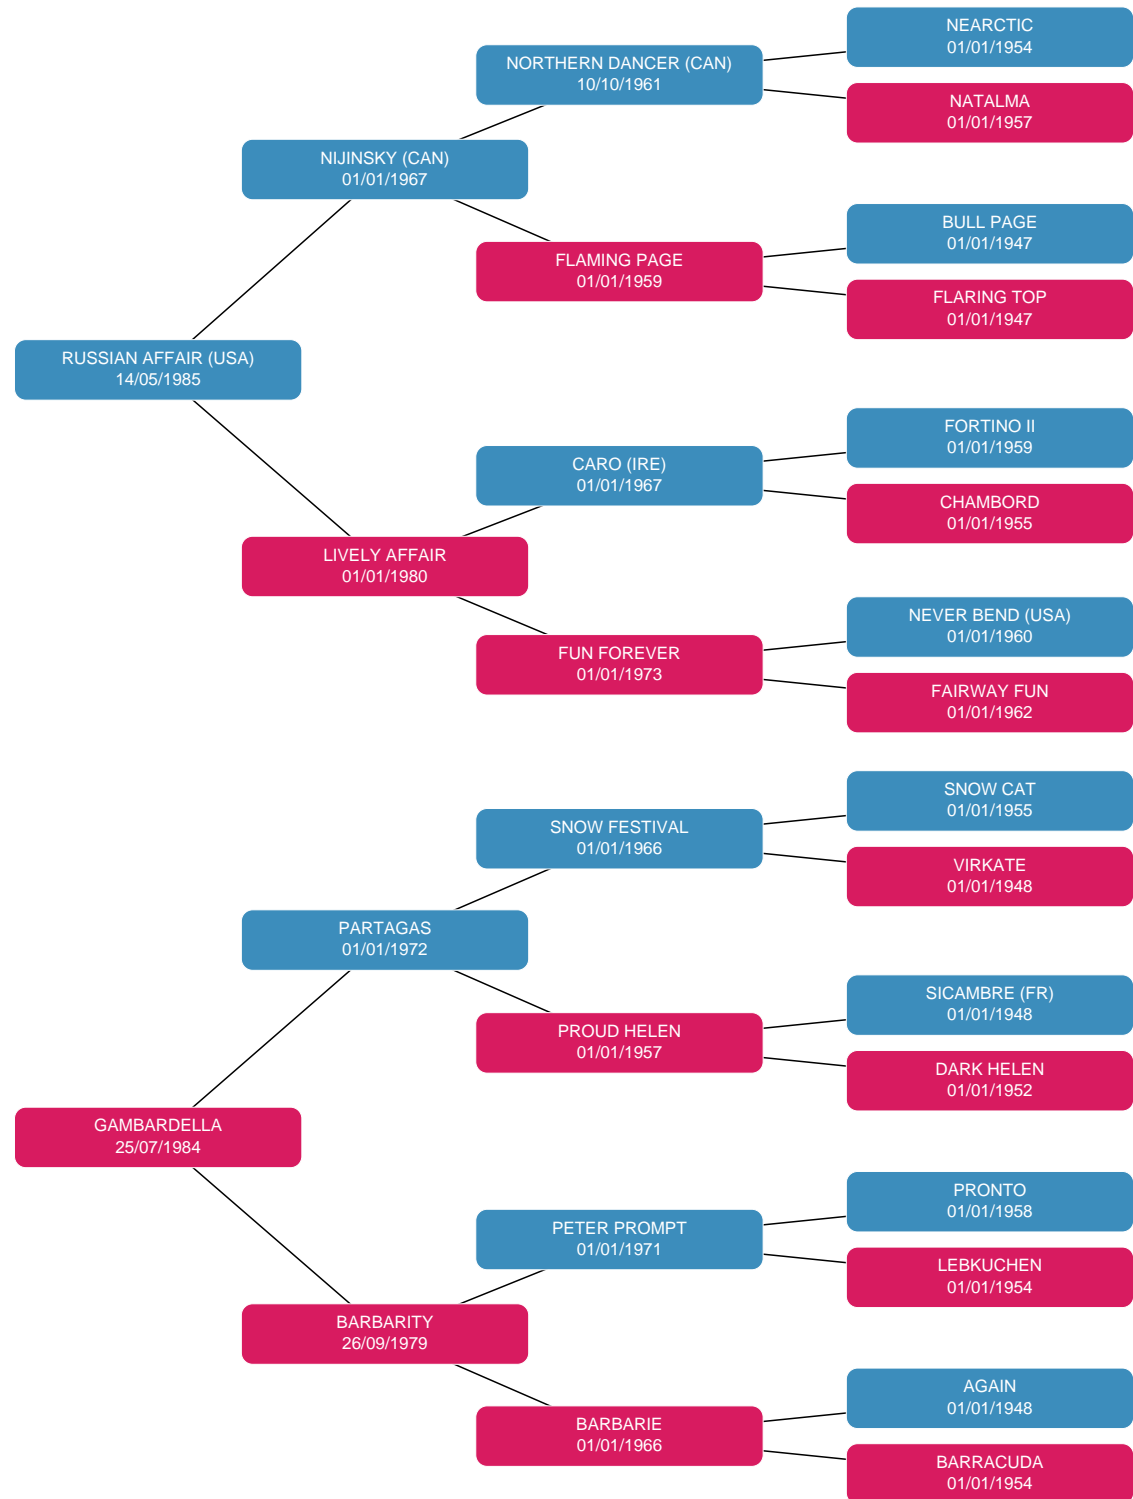 NEARCTIC
01/01/1954
NORTHERN DANCER (CAN)
10/10/1961
NATALMA
01/01/1957
NIJINSKY (CAN)
01/01/1967
BULL PAGE
01/01/1947
FLAMING PAGE
01/01/1959
FLARING TOP
01/01/1947
RUSSIAN AFFAIR (USA)
14/05/1985
FORTINO II
01/01/1959
CARO (IRE)
01/01/1967
CHAMBORD
01/01/1955
LIVELY AFFAIR
01/01/1980
NEVER BEND (USA)
01/01/1960
FUN FOREVER
01/01/1973
FAIRWAY FUN
01/01/1962
SNOW CAT
01/01/1955
SNOW FESTIVAL
01/01/1966
VIRKATE
01/01/1948
PARTAGAS
01/01/1972
SICAMBRE (FR)
01/01/1948
PROUD HELEN
01/01/1957
DARK HELEN
01/01/1952
GAMBARDELLA
25/07/1984
PRONTO
01/01/1958
PETER PROMPT
01/01/1971
LEBKUCHEN
01/01/1954
BARBARITY
26/09/1979
AGAIN
01/01/1948
BARBARIE
01/01/1966
BARRACUDA
01/01/1954